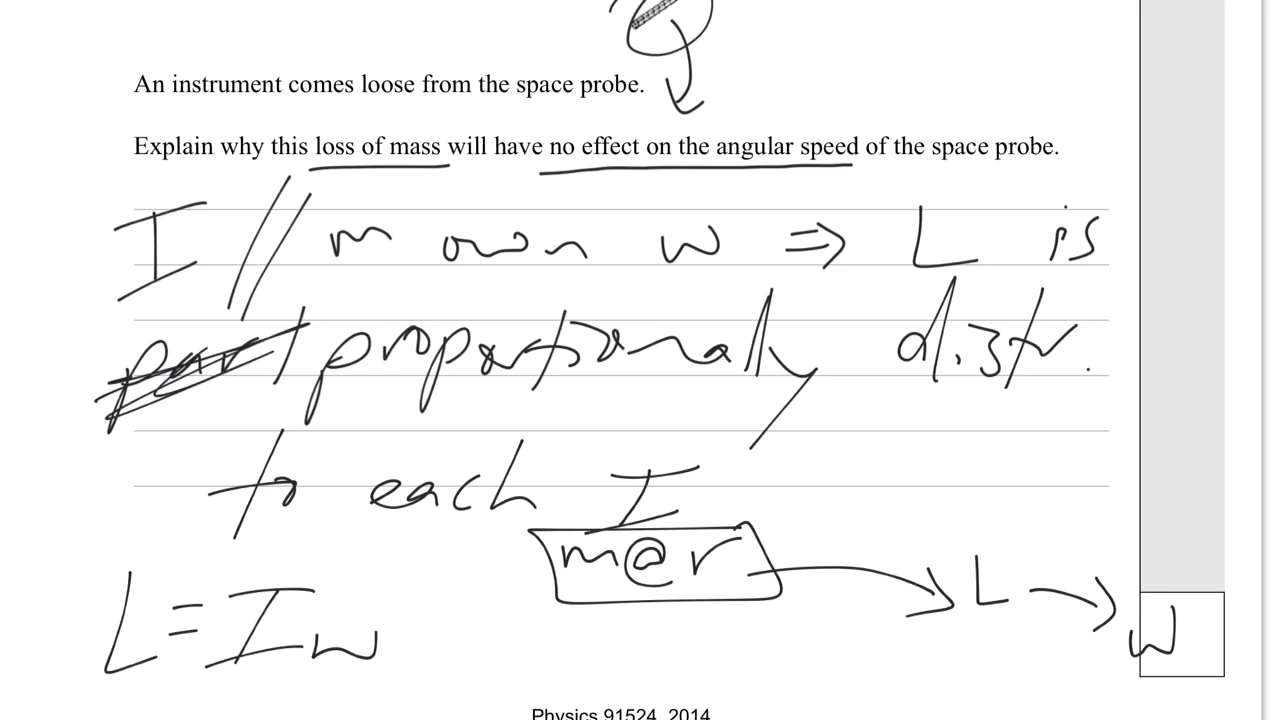 An instrument comes loose from the space probe.
Explain why this loss of mass will have no effect on the angular speed of the space probe.
I // m own w ⇒ L is
proportionally distr.
to each I
m@r → L → w
L = Iw
Physics 91524, 2014